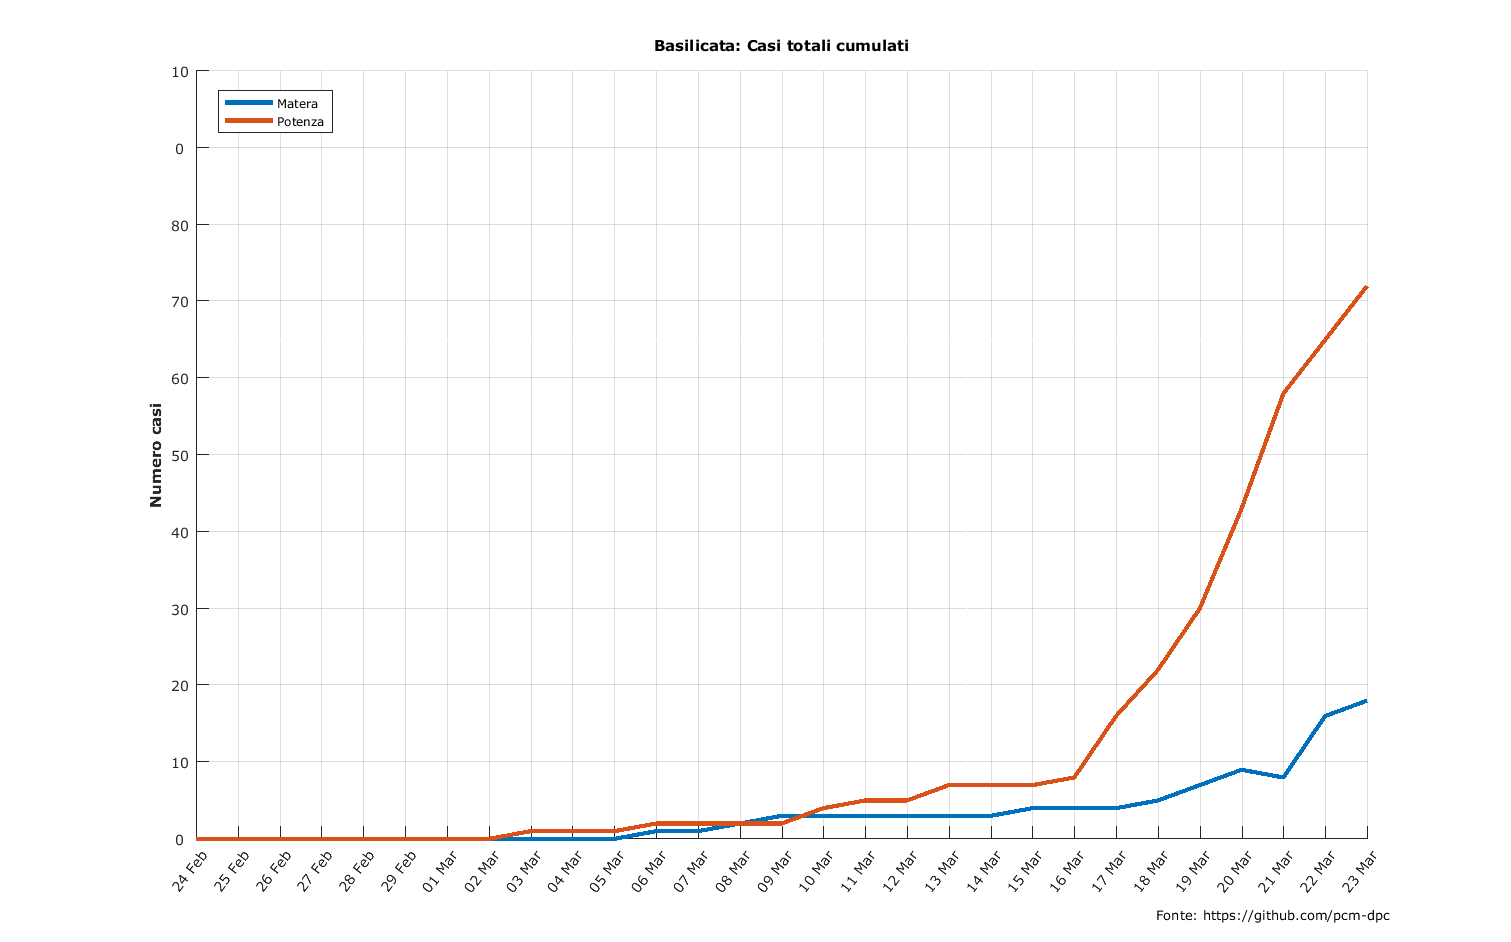 Basilicata: Casi totali cumulati
Matera
Potenza
Numero casi
10
0
80
70
60
50
40
30
20
10
0
24 Feb
25 Feb
26 Feb
27 Feb
28 Feb
29 Feb
01 Mar
02 Mar
03 Mar
04 Mar
05 Mar
06 Mar
07 Mar
08 Mar
09 Mar
10 Mar
11 Mar
12 Mar
13 Mar
14 Mar
15 Mar
16 Mar
17 Mar
18 Mar
19 Mar
20 Mar
21 Mar
22 Mar
23 Mar
Fonte: https://github.com/pcm-dpc